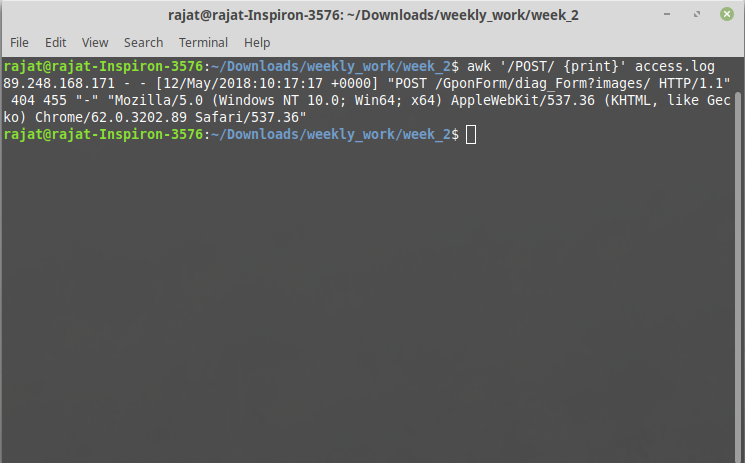 rajat@rajat-Inspiron-3576: ~/Downloads/weekly_work/week_2
File Edit View Search Terminal Help
rajat@rajat-Inspiron-3576:~/Downloads/weekly_work/week_2$ awk '/POST/ {print}' access.log
89.248.168.171 - - [12/May/2018:10:17:17 +0000] "POST /GponForm/diag_Form?images/ HTTP/1.1"
 404 455 "-" "Mozilla/5.0 (Windows NT 10.0; Win64; x64) AppleWebKit/537.36 (KHTML, like Gec
ko) Chrome/62.0.3202.89 Safari/537.36"
rajat@rajat-Inspiron-3576:~/Downloads/weekly_work/week_2$